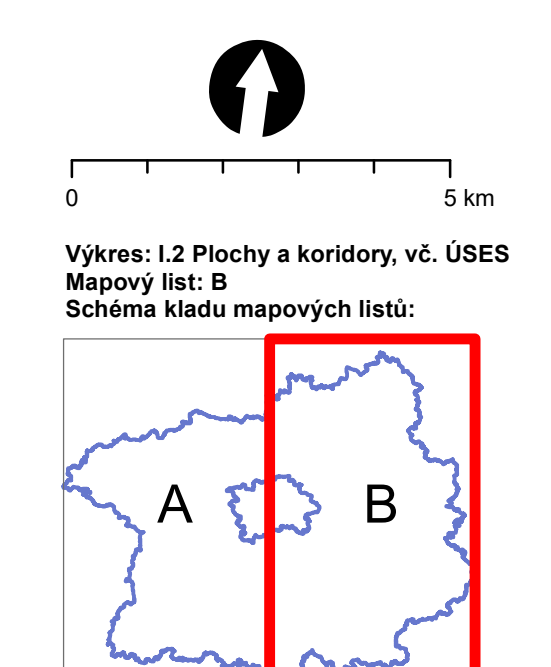 0 5 km
Výkres: I.2 Plochy a koridory, vč. ÚSES
Mapový list: B
Schéma kladu mapových listů:
A B